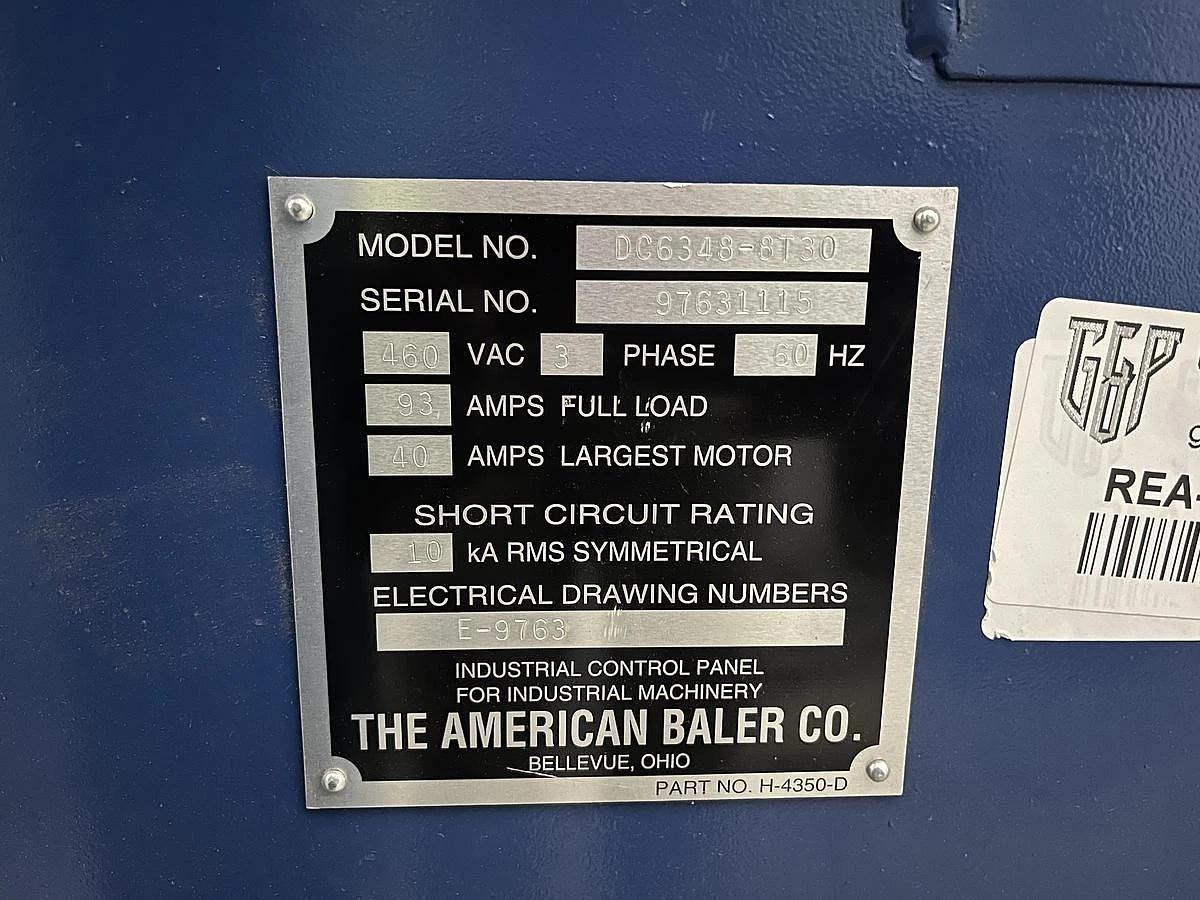 MODEL NO. DC6348-8T30
SERIAL NO. 97631115
460 VAC 3 PHASE 60 HZ
93 AMPS FULL LOAD
40 AMPS LARGEST MOTOR
SHORT CIRCUIT RATING
10 kA RMS SYMMETRICAL
ELECTRICAL DRAWING NUMBERS
E-9763
INDUSTRIAL CONTROL PANEL
FOR INDUSTRIAL MACHINERY
THE AMERICAN BALER CO.
BELLEVUE, OHIO
PART NO. H-4350-D
G&P
9
REA-